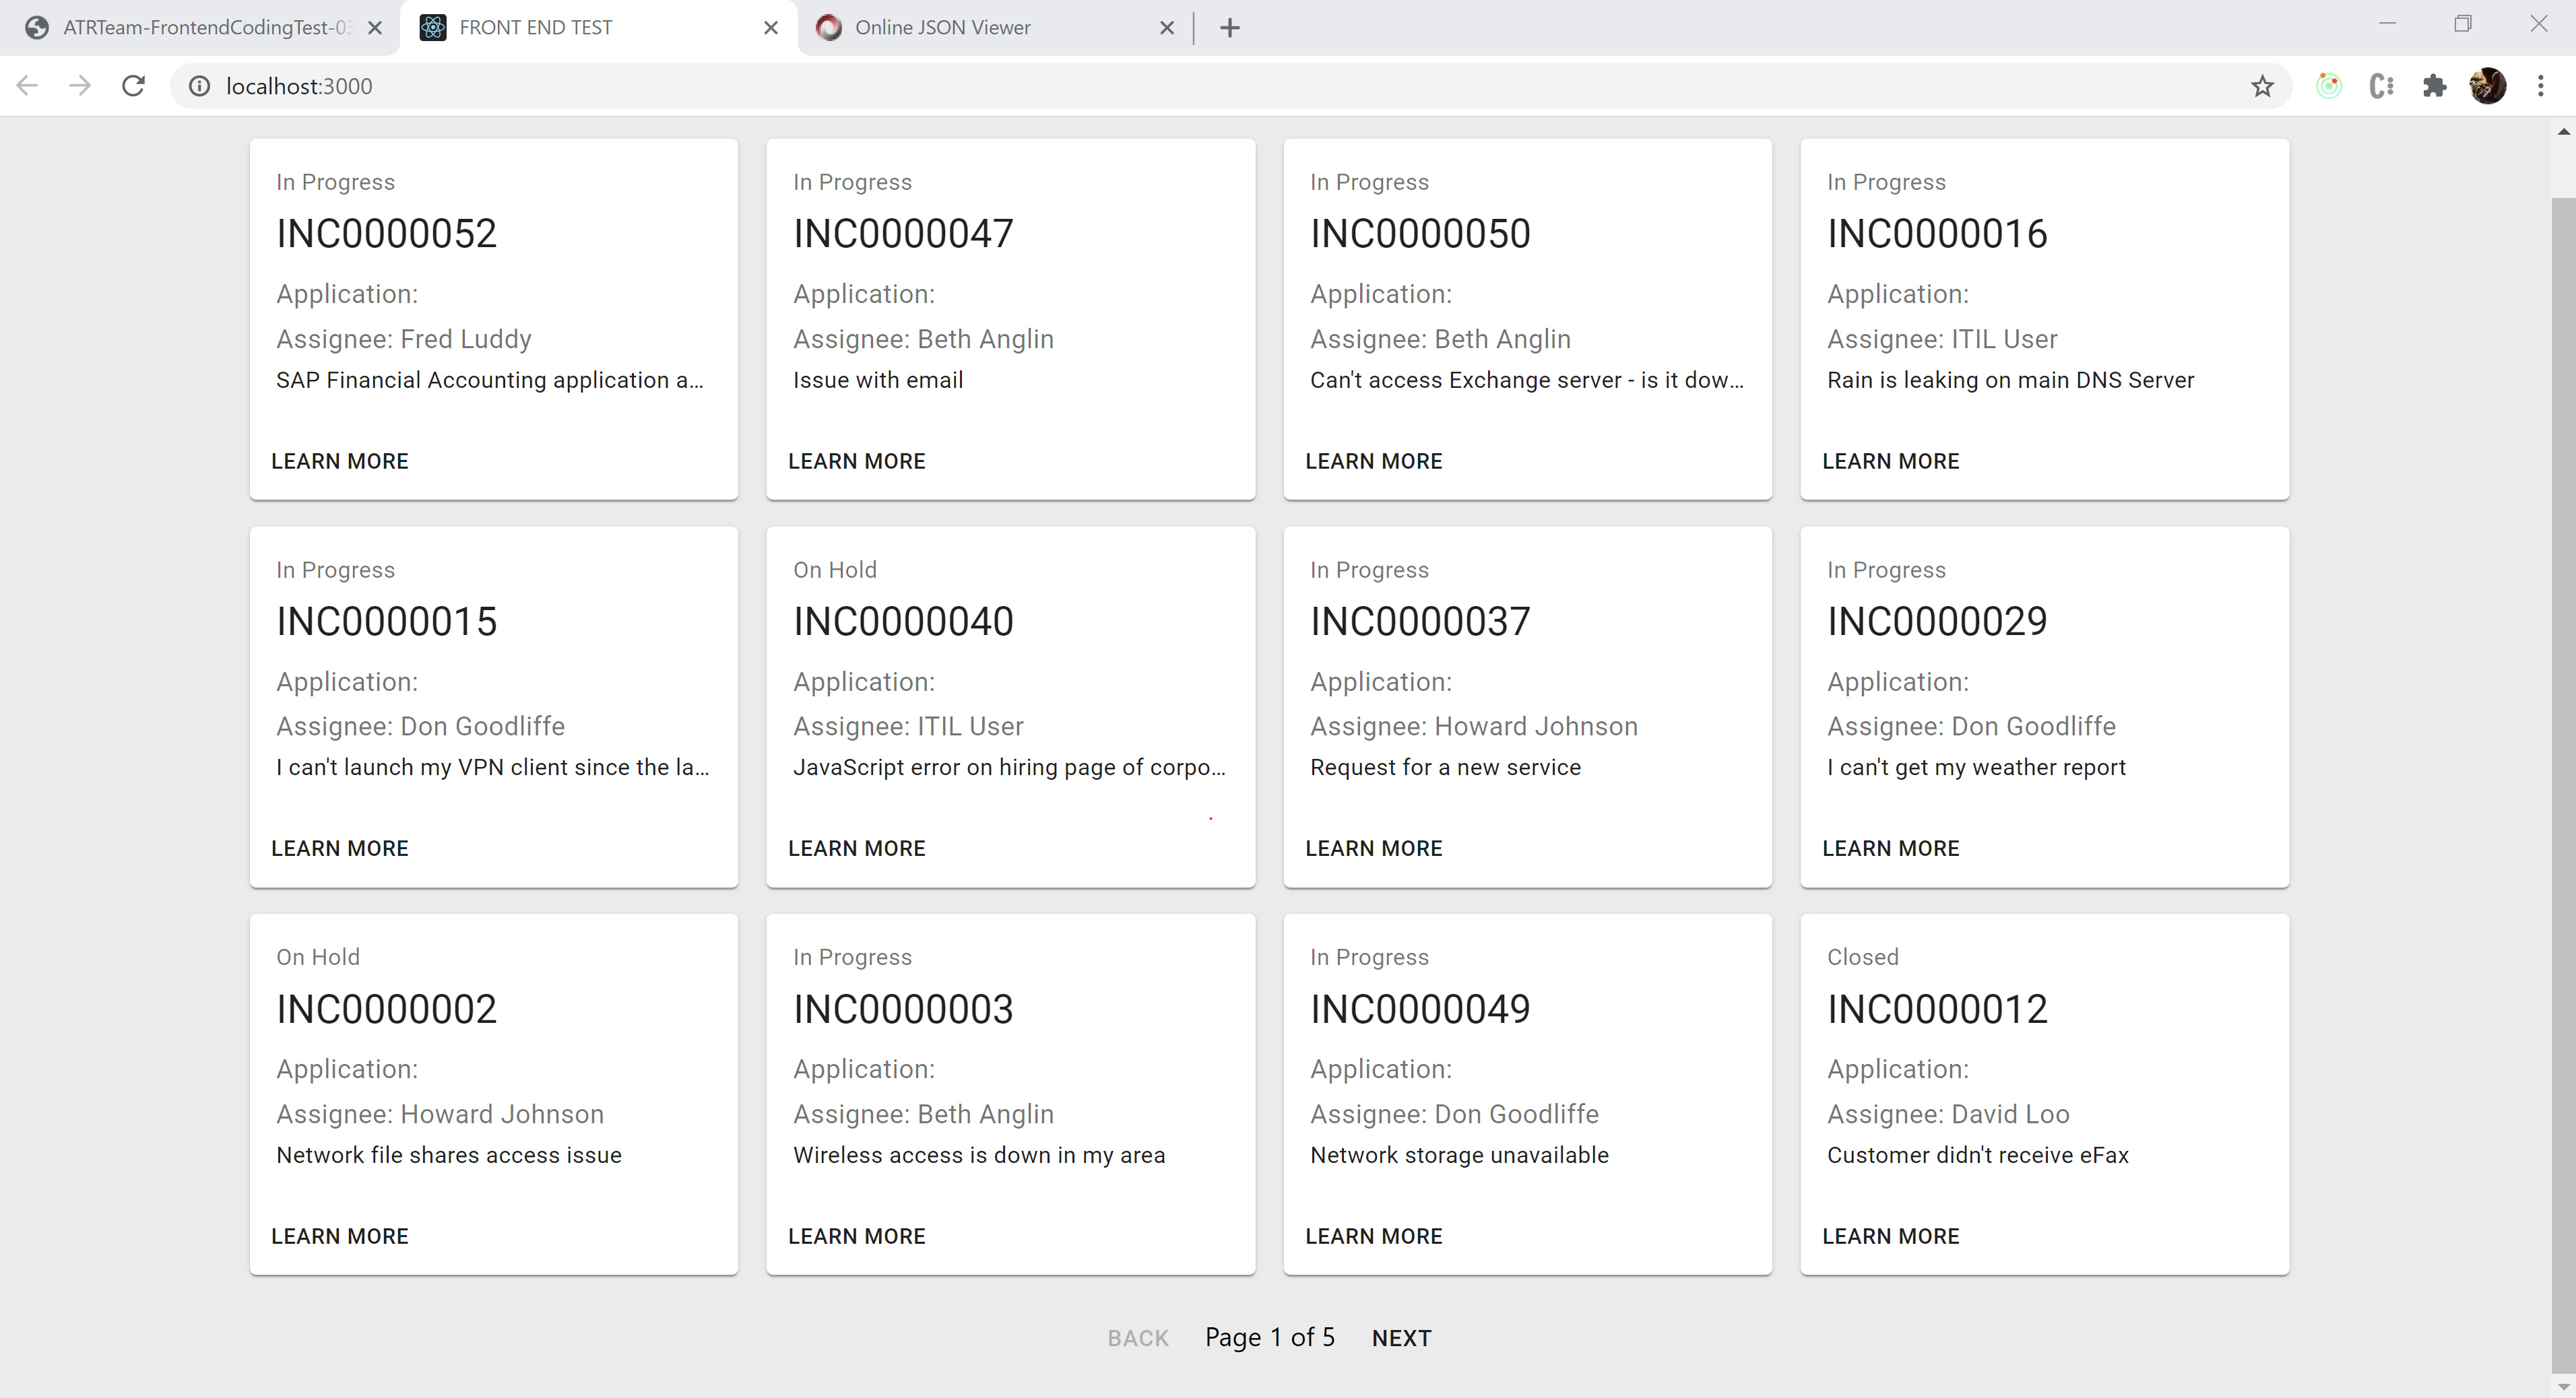 ATRTeam-FrontendCodingTest-03
FRONT END TEST
Online JSON Viewer
localhost:3000
In Progress
INC0000052
Application:
Assignee: Fred Luddy
SAP Financial Accounting application a...
LEARN MORE
In Progress
INC0000047
Application:
Assignee: Beth Anglin
Issue with email
LEARN MORE
In Progress
INC0000050
Application:
Assignee: Beth Anglin
Can't access Exchange server - is it dow...
LEARN MORE
In Progress
INC0000016
Application:
Assignee: ITIL User
Rain is leaking on main DNS Server
LEARN MORE
In Progress
INC0000015
Application:
Assignee: Don Goodliffe
I can't launch my VPN client since the la...
LEARN MORE
On Hold
INC0000040
Application:
Assignee: ITIL User
JavaScript error on hiring page of corpo...
LEARN MORE
In Progress
INC0000037
Application:
Assignee: Howard Johnson
Request for a new service
LEARN MORE
In Progress
INC0000029
Application:
Assignee: Don Goodliffe
I can't get my weather report
LEARN MORE
On Hold
INC0000002
Application:
Assignee: Howard Johnson
Network file shares access issue
LEARN MORE
In Progress
INC0000003
Application:
Assignee: Beth Anglin
Wireless access is down in my area
LEARN MORE
In Progress
INC0000049
Application:
Assignee: Don Goodliffe
Network storage unavailable
LEARN MORE
Closed
INC0000012
Application:
Assignee: David Loo
Customer didn't receive eFax
LEARN MORE
BACK Page 1 of 5 NEXT